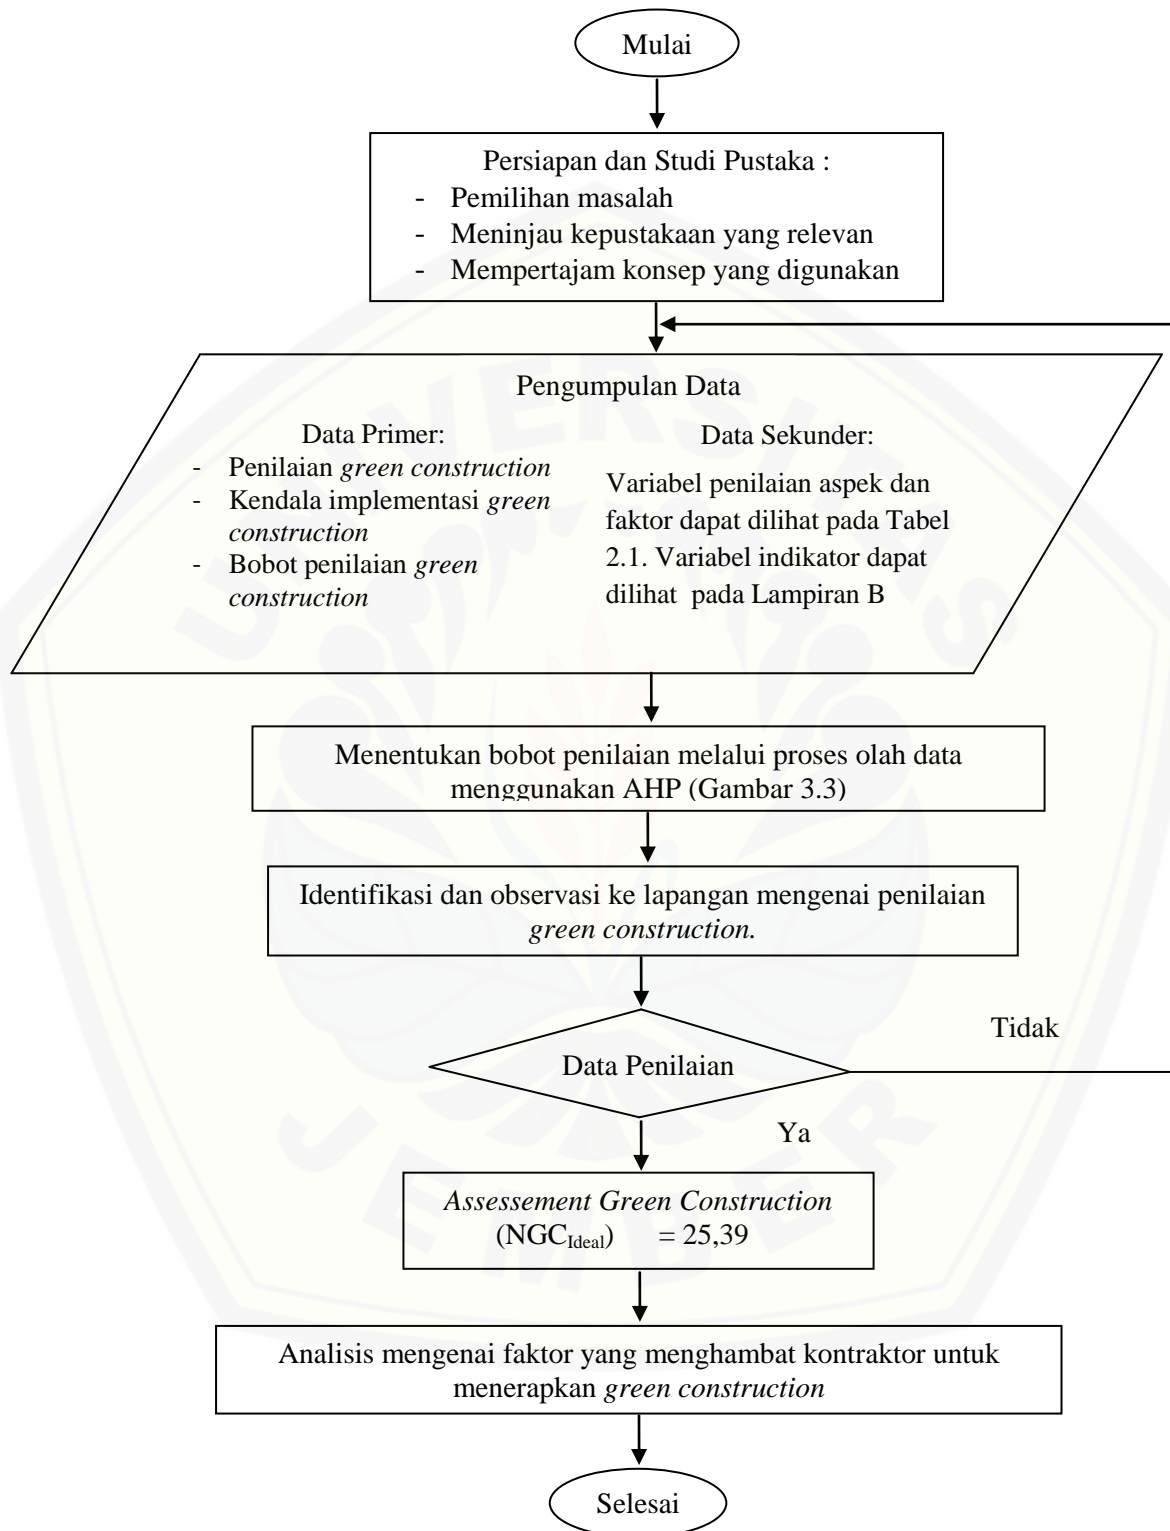 Mulai
Persiapan dan Studi Pustaka :
- Pemilihan masalah
- Meninjau kepustakaan yang relevan
- Mempertajam konsep yang digunakan
Pengumpulan Data
Data Primer:
- Penilaian green construction
- Kendala implementasi green
construction
- Bobot penilaian green
construction
Data Sekunder:
Variabel penilaian aspek dan
faktor dapat dilihat pada Tabel
2.1. Variabel indikator dapat
dilihat pada Lampiran B
Menentukan bobot penilaian melalui proses olah data
menggunakan AHP (Gambar 3.3)
Identifikasi dan observasi ke lapangan mengenai penilaian
green construction.
Data Penilaian
Tidak
Ya
Assessement Green Construction
(NGCIdeal) = 25,39
Analisis mengenai faktor yang menghambat kontraktor untuk
menerapkan green construction
Selesai
UNIVERSITAS
JEMBER